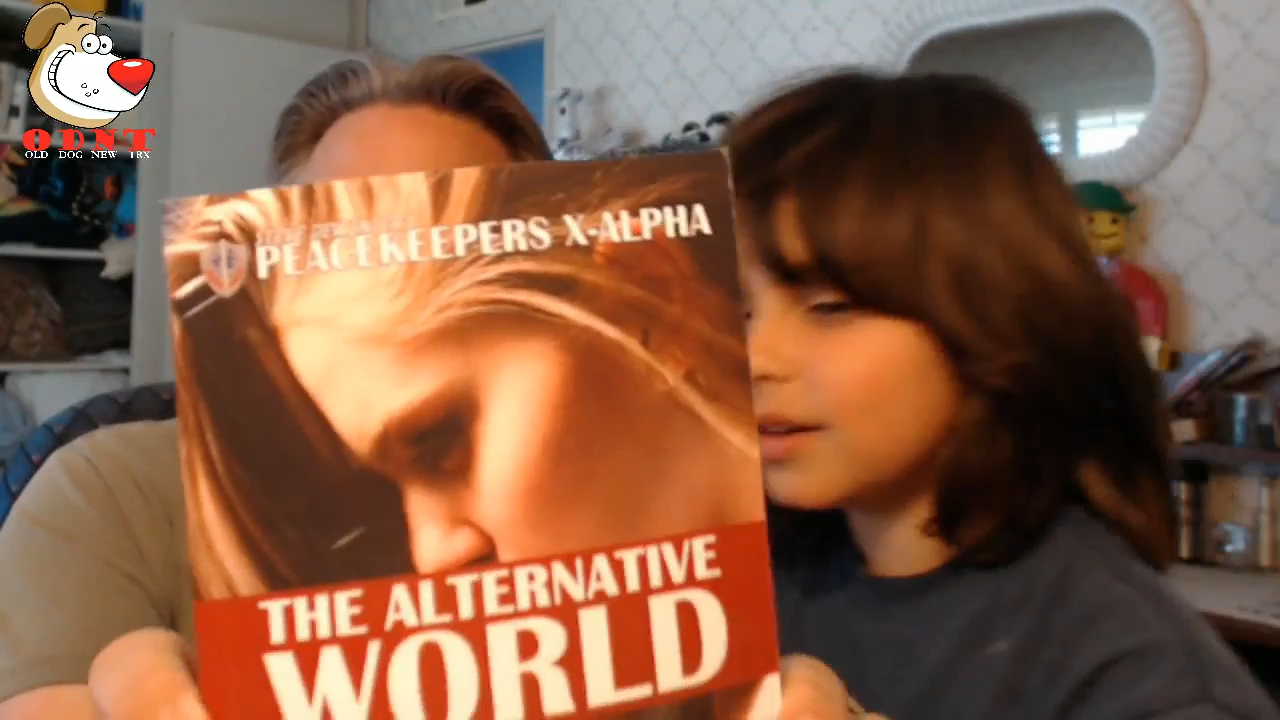 ODNT
OLD DOG NEW TRX
PEACEKEEPERS X-ALPHA
THE ALTERNATIVE
WORLD